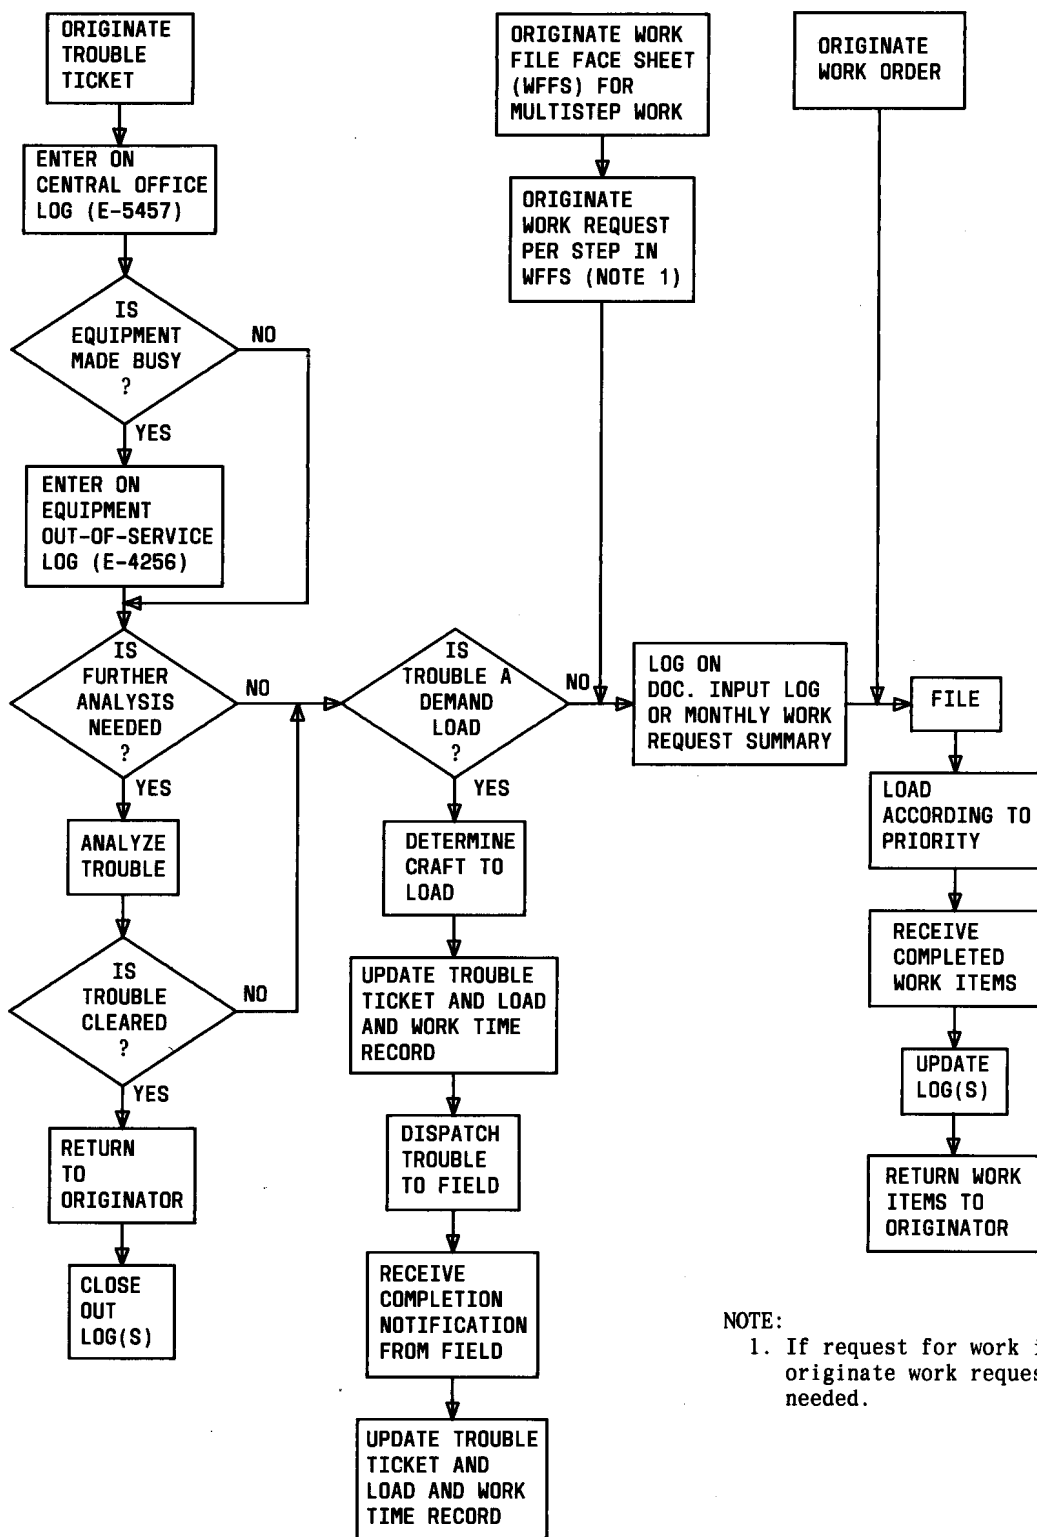 ORIGINATE
TROUBLE
TICKET
ENTER ON
CENTRAL OFFICE
LOG (E-5457)
IS
EQUIPMENT
MADE BUSY
?
NO
YES
ENTER ON
EQUIPMENT
OUT-OF-SERVICE
LOG (E-4256)
IS
FURTHER
ANALYSIS
NEEDED
?
NO
YES
ANALYZE
TROUBLE
IS
TROUBLE
CLEARED
?
NO
YES
RETURN
TO
ORIGINATOR
CLOSE
OUT
LOG(S)
IS
TROUBLE A
DEMAND
LOAD
?
NO
YES
DETERMINE
CRAFT TO
LOAD
UPDATE TROUBLE
TICKET AND LOAD
AND WORK TIME
RECORD
DISPATCH
TROUBLE
TO FIELD
RECEIVE
COMPLETION
NOTIFICATION
FROM FIELD
UPDATE TROUBLE
TICKET AND
LOAD AND WORK
TIME RECORD
ORIGINATE WORK
FILE FACE SHEET
(WFFS) FOR
MULTISTEP WORK
ORIGINATE
WORK REQUEST
PER STEP IN
WFFS (NOTE 1)
LOG ON
DOC. INPUT LOG
OR MONTHLY WORK
REQUEST SUMMARY
ORIGINATE
WORK ORDER
FILE
LOAD
ACCORDING TO
PRIORITY
RECEIVE
COMPLETED
WORK ITEMS
UPDATE
LOG(S)
RETURN WORK
ITEMS TO
ORIGINATOR
NOTE:
1. If request for work
originate work
needed.